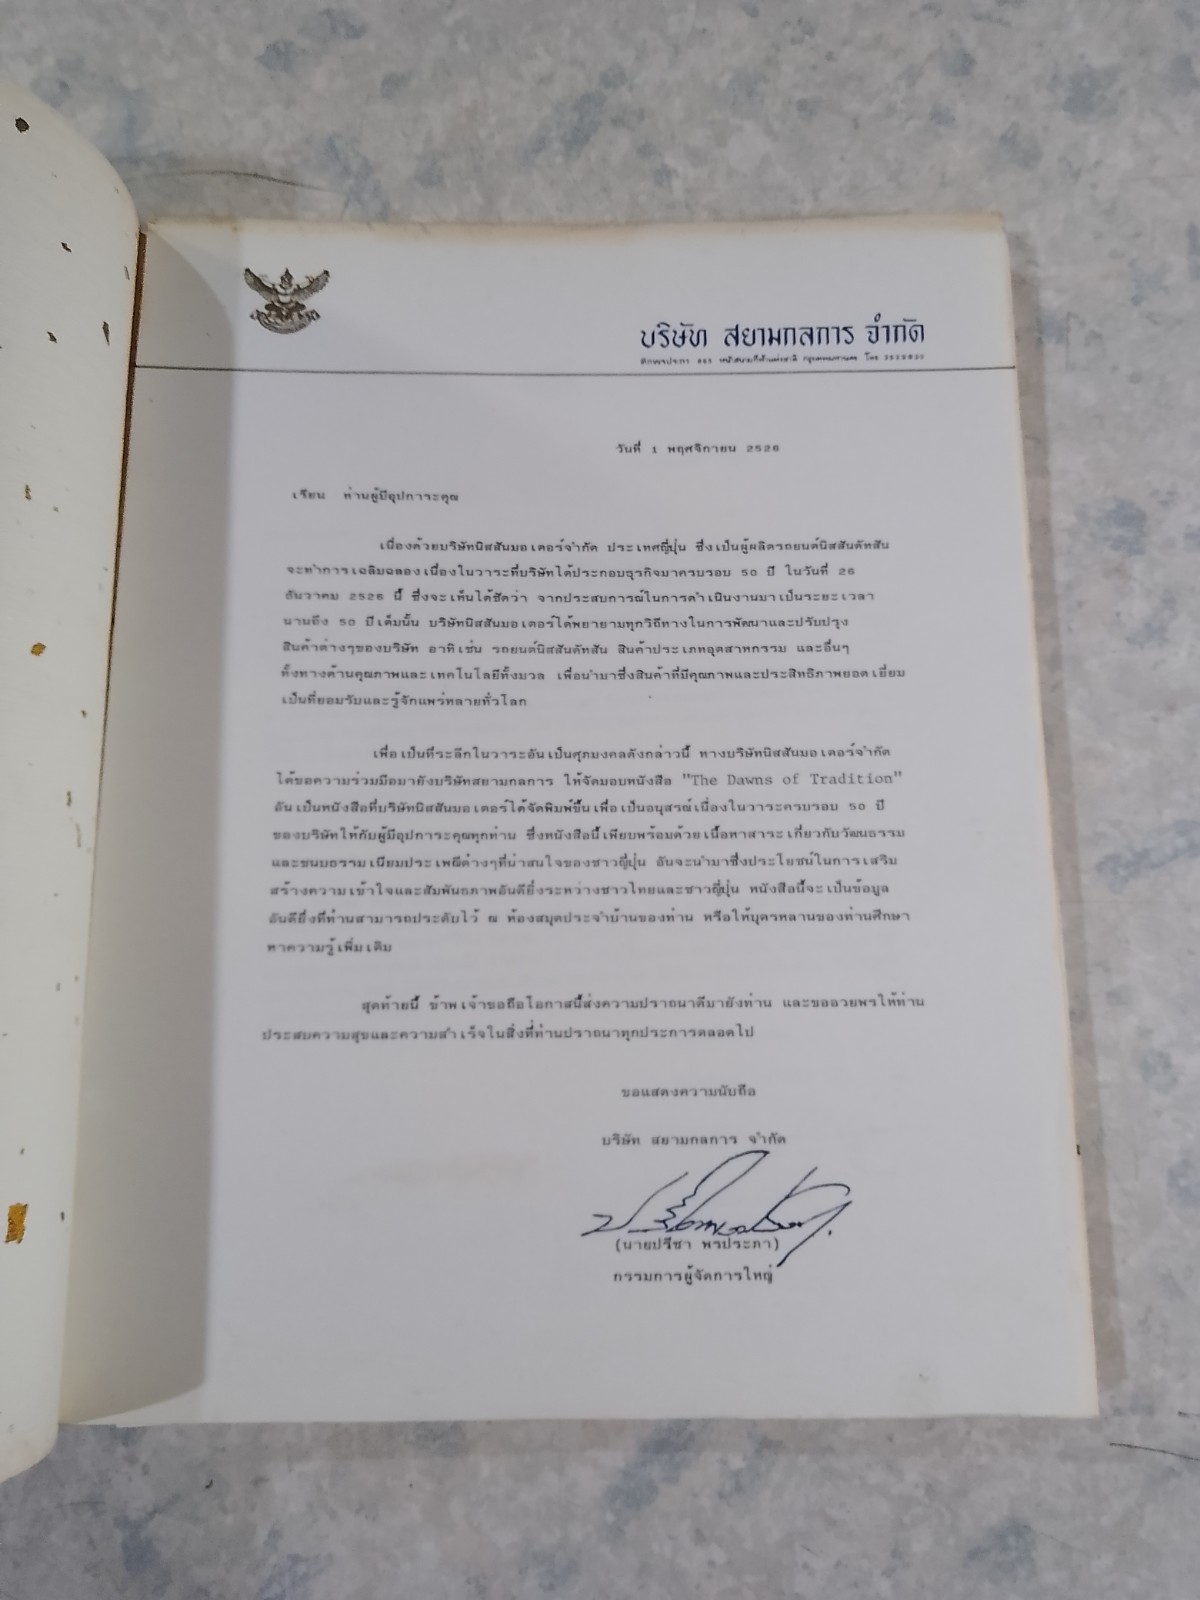 บริษัท สยามกลการ จำกัด
วันที่ 1 พฤศจิกายน 2526
เรียน ท่านผู้มีอุปการะคุณ
เนื่องด้วยบริษัทนิสสันมอเตอร์จำกัด ประเทศญี่ปุ่น ซึ่งเป็นผู้ผลิตรถยนต์นิสสันดัทสัน
จะทำการเฉลิมฉลองเนื่องในวาระที่บริษัทได้ประกอบธุรกิจมาครบรอบ 50 ปี ในวันที่ 26
ธันวาคม 2526 นี้ ซึ่งจะเห็นได้ชัดว่า จากประสบการณ์ในการดำเนินงานมาเป็นระยะเวลา
นานถึง 50 ปีเต็มนั้น บริษัทนิสสันมอเตอร์ได้พยายามทุกวิถีทางในการพัฒนาและปรับปรุง
สินค้าต่างๆของบริษัท อาทิเช่น รถยนต์นิสสันดัทสัน สินค้าประเภทอุตสาหกรรม และอื่นๆ
ทั้งทางด้านคุณภาพและเทคโนโลยีทั้งมวล เพื่อนำมาซึ่งสินค้าที่มีคุณภาพและประสิทธิภาพยอดเยี่ยม
เป็นที่ยอมรับและรู้จักแพร่หลายทั่วโลก
เพื่อเป็นที่ระลึกในวาระอันเป็นศุภมงคลดังกล่าวนี้ ทางบริษัทนิสสันมอเตอร์จำกัด
ได้ขอความร่วมมือมายังบริษัทสยามกลการ ให้จัดมอบหนังสือ "The Dawns of Tradition"
อันเป็นหนังสือที่บริษัทนิสสันมอเตอร์ได้จัดพิมพ์ขึ้นเพื่อเป็นอนุสรณ์เนื่องในวาระครบรอบ 50 ปี
ของบริษัทให้กับผู้มีอุปการะคุณทุกท่าน ซึ่งหนังสือนี้เพียบพร้อมด้วยเนื้อหาสาระเกี่ยวกับวัฒนธรรม
และขนบธรรมเนียมประเพณีต่างๆที่น่าสนใจของชาวญี่ปุ่น อันจะนำมาซึ่งประโยชน์ในการเสริม
สร้างความเข้าใจและสัมพันธภาพอันดียิ่งระหว่างชาวไทยและชาวญี่ปุ่น หนังสือนี้จะเป็นข้อมูล
อันดียิ่งที่ท่านสามารถประดับไว้ ณ ห้องสมุดประจำบ้านของท่าน หรือให้บุตรหลานของท่านศึกษา
หาความรู้เพิ่มเติม
สุดท้ายนี้ ข้าพเจ้าขอถือโอกาสนี้ส่งความปรารถนาดีมายังท่าน และขออวยพรให้ท่าน
ประสบความสุขและความสำเร็จในสิ่งที่ท่านปรารถนาทุกประการตลอดไป
ขอแสดงความนับถือ
บริษัท สยามกลการ จำกัด
(นายปรีชา พรประภา)
กรรมการผู้จัดการใหญ่